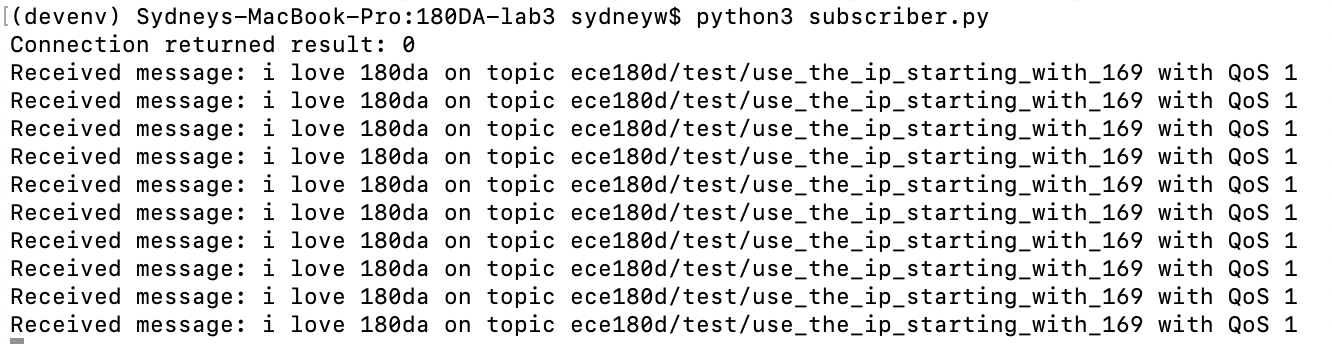 (devenv) Sydneys-MacBook-Pro:180DA-lab3 sydneyw$ python3 subscriber.py
Connection returned result: 0
Received message: i love 180da on topic ece180d/test/use_the_ip_starting_with_169 with QoS 1
Received message: i love 180da on topic ece180d/test/use_the_ip_starting_with_169 with QoS 1
Received message: i love 180da on topic ece180d/test/use_the_ip_starting_with_169 with QoS 1
Received message: i love 180da on topic ece180d/test/use_the_ip_starting_with_169 with QoS 1
Received message: i love 180da on topic ece180d/test/use_the_ip_starting_with_169 with QoS 1
Received message: i love 180da on topic ece180d/test/use_the_ip_starting_with_169 with QoS 1
Received message: i love 180da on topic ece180d/test/use_the_ip_starting_with_169 with QoS 1
Received message: i love 180da on topic ece180d/test/use_the_ip_starting_with_169 with QoS 1
Received message: i love 180da on topic ece180d/test/use_the_ip_starting_with_169 with QoS 1
Received message: i love 180da on topic ece180d/test/use_the_ip_starting_with_169 with QoS 1